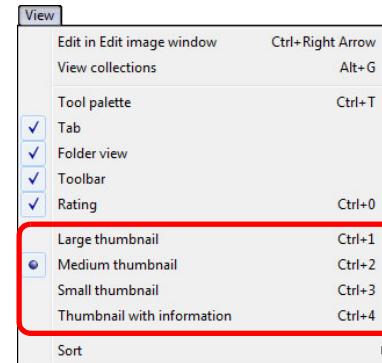 View
Edit in Edit image window Ctrl+Right Arrow
View collections Alt+G
Tool palette Ctrl+T
Tab
Folder view
Toolbar
Rating Ctrl+0
Large thumbnail Ctrl+1
Medium thumbnail Ctrl+2
Small thumbnail Ctrl+3
Thumbnail with information Ctrl+4
Sort